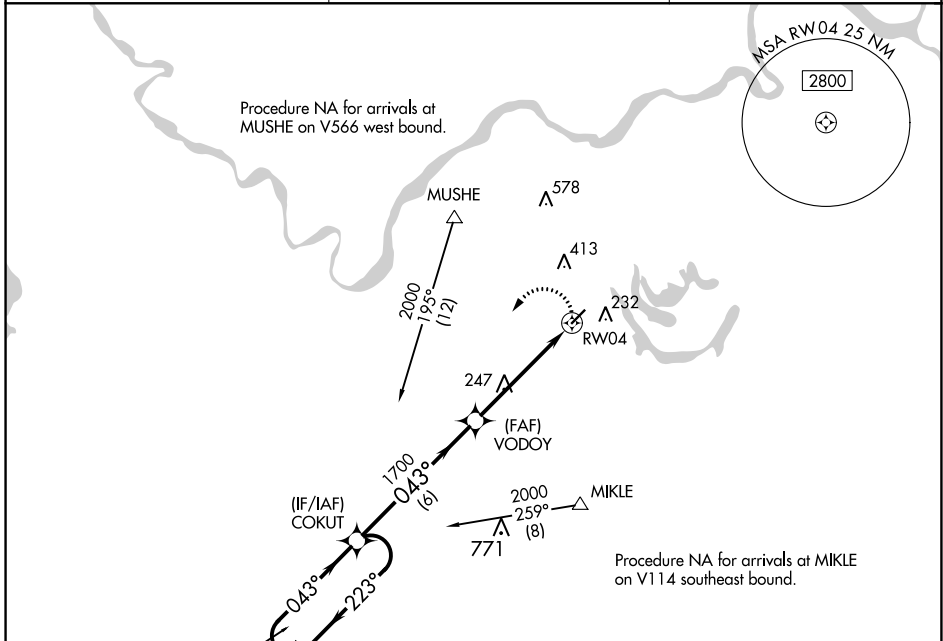 MSA RW04 25 NM
2800
Procedure NA for arrivals at
MUSHE on V566 west bound.
MUSHE
578
413
2000
195°
(12)
232
RW04
247
(FAF)
VODOY
1700
043°
(6)
(IF/IAF)
COKUT
2000
259°
(8)
MIKLE
771
Procedure NA for arrivals at MIKLE
on V114 southeast bound.
043°
223°